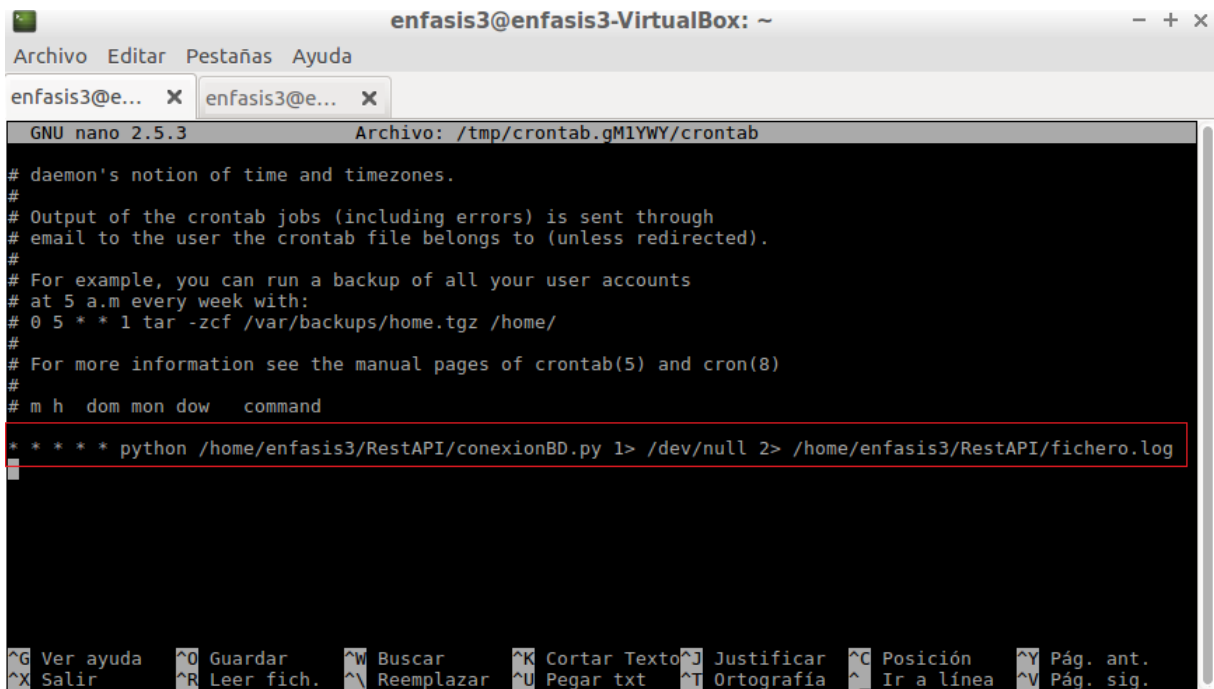 enfasis3@enfasis3-VirtualBox: ~
Archivo Editar Pestañas Ayuda
enfasis3@e... enfasis3@e...
GNU nano 2.5.3 Archivo: /tmp/crontab.gM1YWY/crontab
# daemon's notion of time and timezones.
#
# Output of the crontab jobs (including errors) is sent through
# email to the user the crontab file belongs to (unless redirected).
#
# For example, you can run a backup of all your user accounts
# at 5 a.m every week with:
# 0 5 * * 1 tar -zcf /var/backups/home.tgz /home/
#
# For more information see the manual pages of crontab(5) and cron(8)
#
# m h  dom mon dow   command
* * * * * python /home/enfasis3/RestAPI/conexionBD.py 1> /dev/null 2> /home/enfasis3/RestAPI/fichero.log
^G Ver ayuda ^O Guardar ^W Buscar ^K Cortar Texto ^J Justificar ^C Posición ^Y Pág. ant.
^X Salir ^R Leer fich. ^\ Reemplazar ^U Pegar txt ^T Ortografía ^_ Ir a línea ^V Pág. sig.